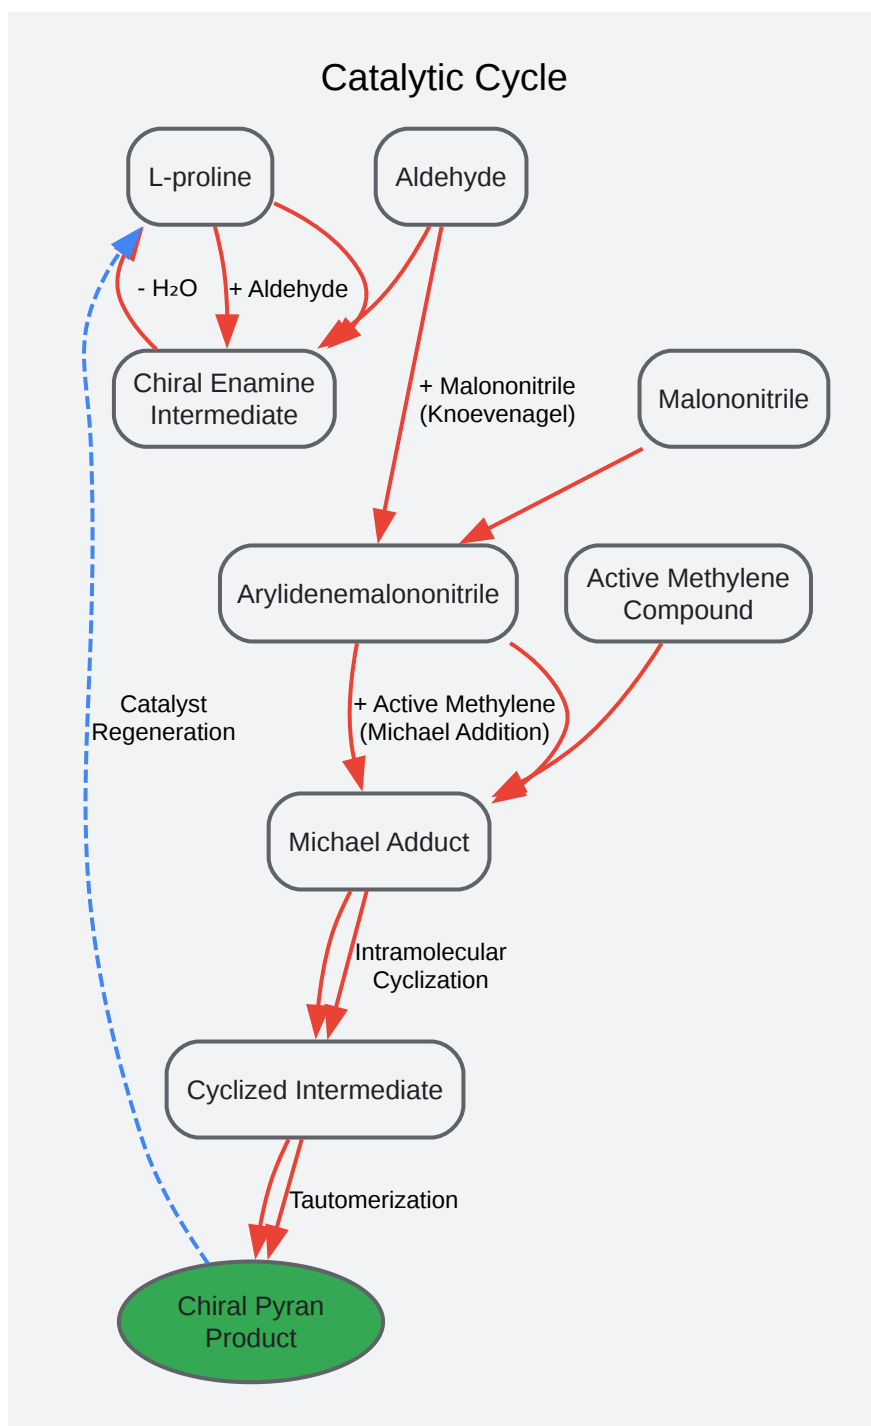 Catalytic Cycle
L-proline
Aldehyde
- H₂O
+ Aldehyde
Chiral Enamine
Intermediate
+ Malononitrile
(Knoevenagel)
Malononitrile
Arylidenemalononitrile
Active Methylene
Compound
Catalyst
Regeneration
+ Active Methylene
(Michael Addition)
Michael Adduct
Intramolecular
Cyclization
Cyclized Intermediate
Tautomerization
Chiral Pyran
Product